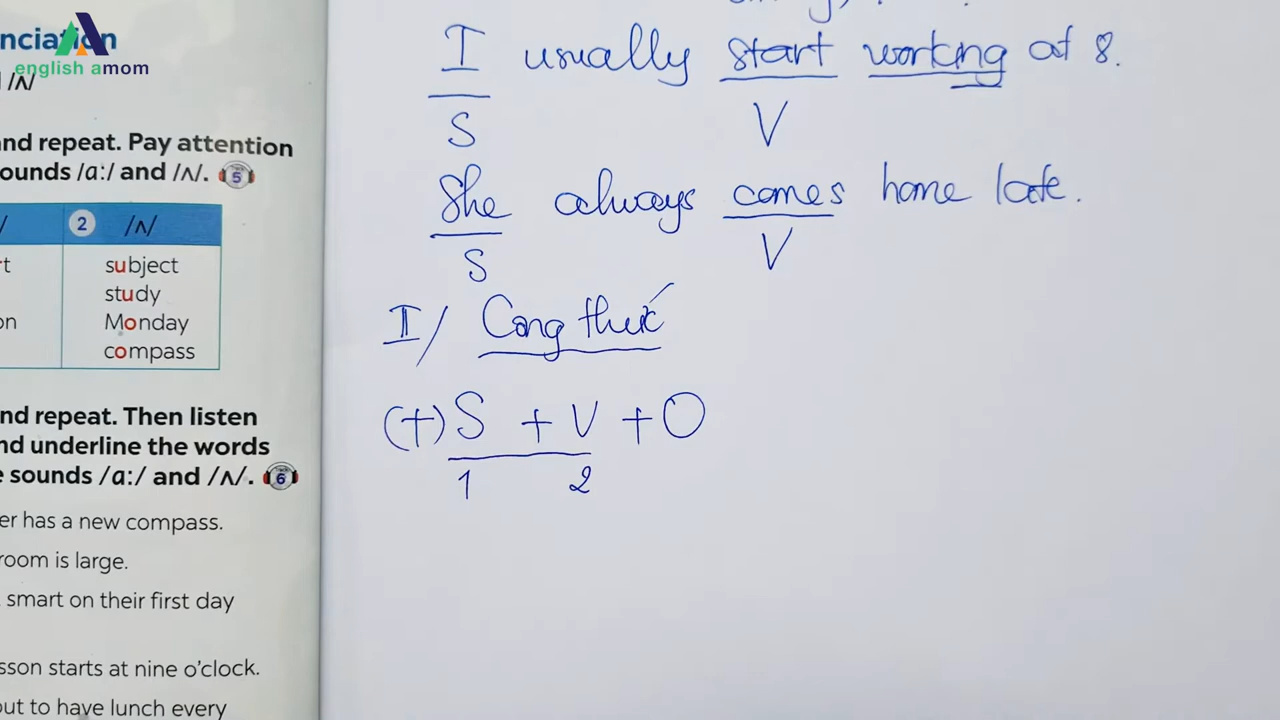 nciation
english amom
/ʌ/
nd repeat. Pay attention
ounds /ɑː/ and /ʌ/. 5
/ 2 /ʌ/
t subject
study
on Monday
compass
nd repeat. Then listen
nd underline the words
e sounds /ɑː/ and /ʌ/. 6
er has a new compass.
room is large.
smart on their first day
sson starts at nine o'clock.
out to have lunch every
I usually start working at 8.
S V
She always comes home late.
S V
I/ Công thức
(+) S + V + O
1 2